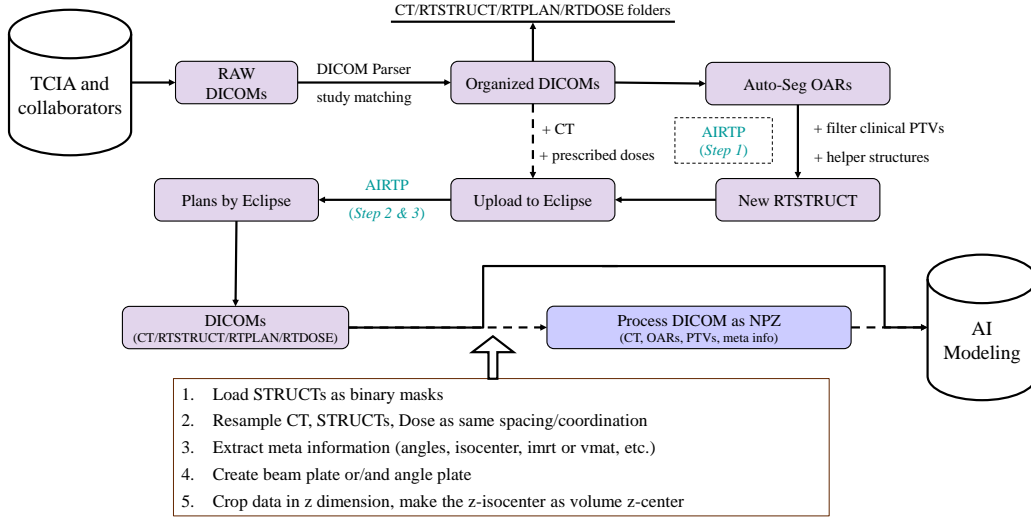 CT/RTSTRUCT/RTPLAN/RTDOSE folders
TCIA and
collaborators
RAW
DICOMs
DICOM Parser
study matching
Organized DICOMs
Auto-Seg OARs
+ CT
+ prescribed doses
AIRTP
(Step 1)
+ filter clinical PTVs
+ helper structures
Plans by Eclipse
AIRTP
(Step 2 & 3)
Upload to Eclipse
New RTSTRUCT
DICOMs
(CT/RTSTRUCT/RTPLAN/RTDOSE)
Process DICOM as NPZ
(CT, OARs, PTVs, meta info)
AI
Modeling
1. Load STRUCTs as binary masks
2. Resample CT, STRUCTs, Dose as same spacing/coordination
3. Extract meta information (angles, isocenter, imrt or vmat, etc.)
4. Create beam plate or/and angle plate
5. Crop data in z dimension, make the z-isocenter as volume z-center